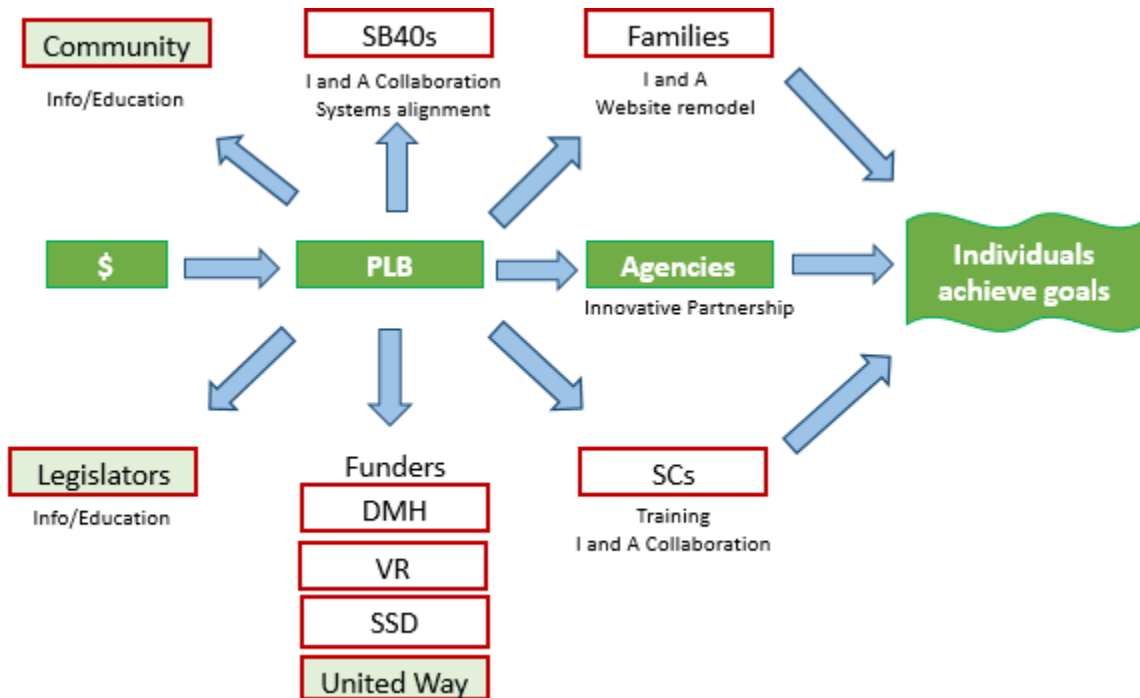 Community
Info/Education
SB40s
I and A Collaboration
Systems alignment
Families
I and A
Website remodel
$
PLB
Agencies
Innovative Partnership
Individuals
achieve goals
Legislators
Info/Education
Funders
DMH
VR
SSD
United Way
SCs
Training
I and A Collaboration